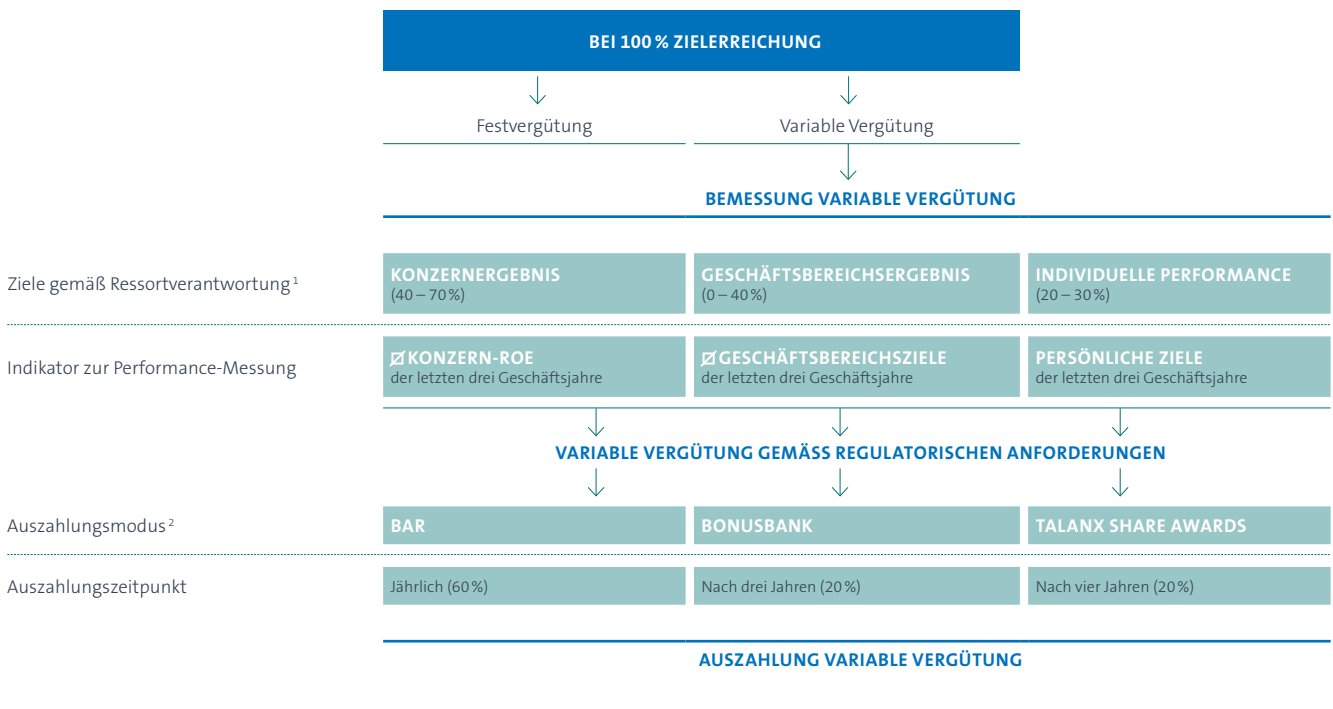 BEI 100 % ZIELERREICHUNG
Festvergütung
Variable Vergütung
BEMESSUNG VARIABLE VERGÜTUNG
Ziele gemäß Ressortverantwortung ¹
KONZERNERGEBNIS
(40 – 70 %)
GESCHÄFTSBEREICHSERGEBNIS
(0 – 40 %)
INDIVIDUELLE PERFORMANCE
(20 – 30 %)
Indikator zur Performance-Messung
Ø KONZERN-ROE
der letzten drei Geschäftsjahre
Ø GESCHÄFTSBEREICHSZIELE
der letzten drei Geschäftsjahre
PERSÖNLICHE ZIELE
der letzten drei Geschäftsjahre
VARIABLE VERGÜTUNG GEMÄSS REGULATORISCHEN ANFORDERUNGEN
Auszahlungsmodus ²
BAR
BONUSBANK
TALANX SHARE AWARDS
Auszahlungszeitpunkt
Jährlich (60 %)
Nach drei Jahren (20 %)
Nach vier Jahren (20 %)
AUSZAHLUNG VARIABLE VERGÜTUNG